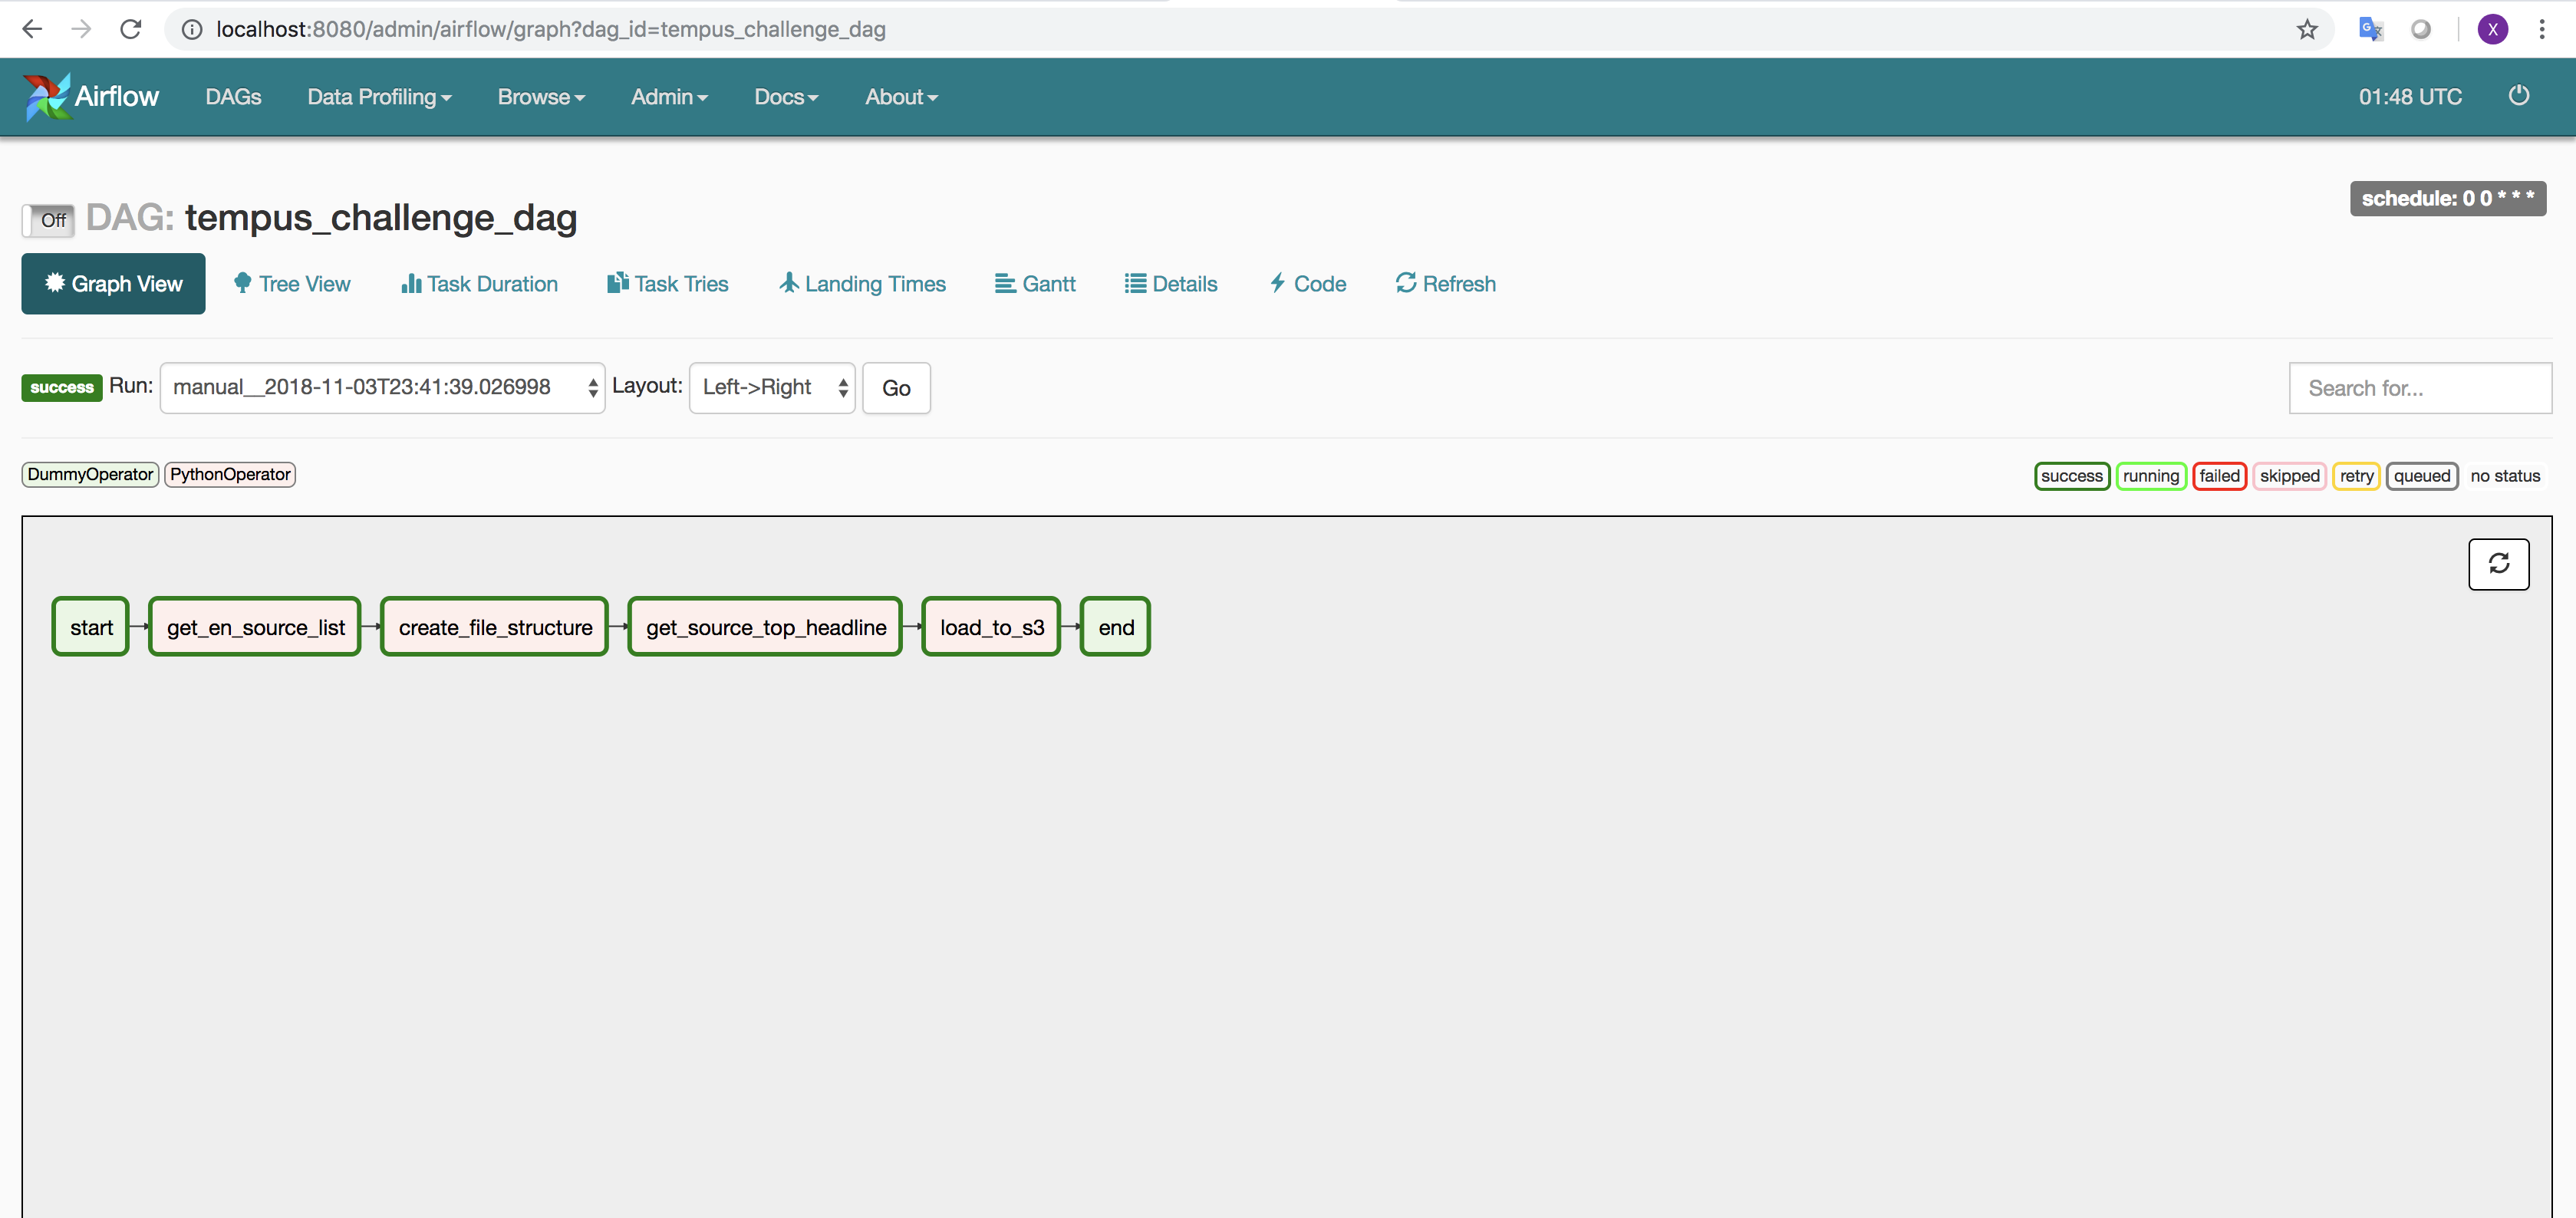 localhost:8080/admin/airflow/graph?dag_id=tempus_challenge_dag
X
Airflow DAGs Data Profiling Browse Admin Docs About 01:48 UTC
schedule: 0 0 * * *
Off DAG: tempus_challenge_dag
Graph View Tree View Task Duration Task Tries Landing Times Gantt Details Code Refresh
success Run: manual__2018-11-03T23:41:39.026998 Layout: Left->Right Go Search for...
DummyOperator PythonOperator success running failed skipped retry queued no status
start get_en_source_list create_file_structure get_source_top_headline load_to_s3 end